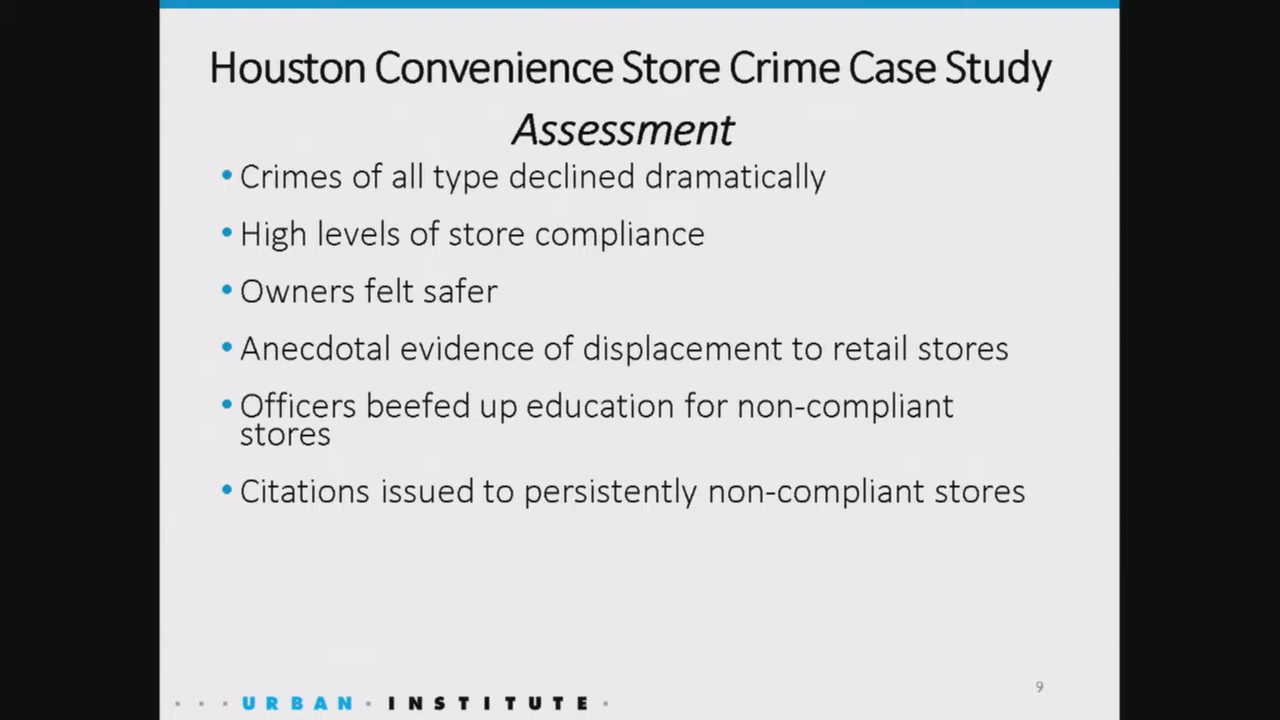 Houston Convenience Store Crime Case Study
Assessment
• Crimes of all type declined dramatically
• High levels of store compliance
• Owners felt safer
• Anecdotal evidence of displacement to retail stores
• Officers beefed up education for non-compliant
stores
• Citations issued to persistently non-compliant stores
9
· · · URBAN · INSTITUTE ·